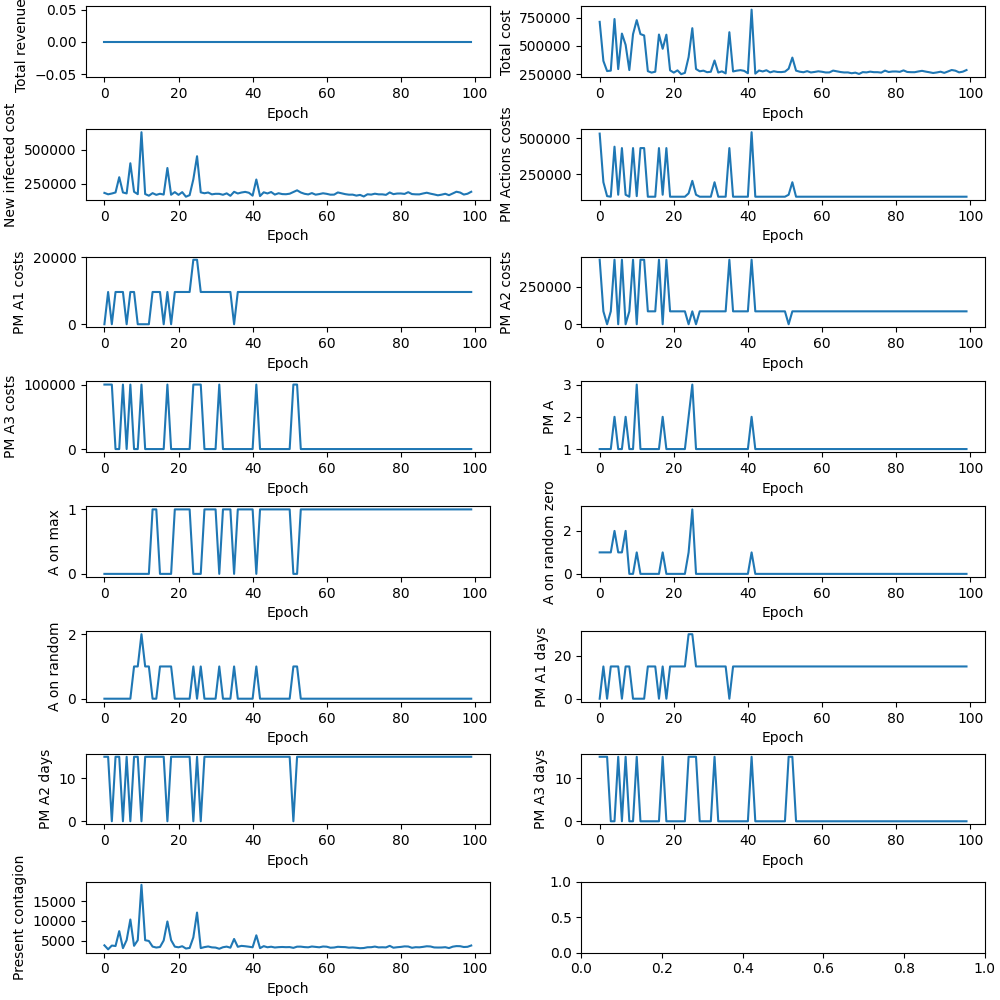 Total revenue
0.05
0.00
−0.05
0 20 40 60 80 100
Epoch
Total cost
750000
500000
250000
0 20 40 60 80 100
Epoch
New infected cost
500000
250000
0 20 40 60 80 100
Epoch
PM Actions costs
500000
250000
0 20 40 60 80 100
Epoch
PM A1 costs
20000
0
0 20 40 60 80 100
Epoch
PM A2 costs
250000
0
0 20 40 60 80 100
Epoch
PM A3 costs
100000
0
0 20 40 60 80 100
Epoch
PM A
3
2
1
0 20 40 60 80 100
Epoch
A on max
1
0
0 20 40 60 80 100
Epoch
A on random zero
2
0
0 20 40 60 80 100
Epoch
A on random
2
0
0 20 40 60 80 100
Epoch
PM A1 days
20
0
0 20 40 60 80 100
Epoch
PM A2 days
10
0
0 20 40 60 80 100
Epoch
PM A3 days
10
0
0 20 40 60 80 100
Epoch
Present contagion
15000
10000
5000
0 20 40 60 80 100
Epoch
1.0
0.5
0.0
0.0 0.2 0.4 0.6 0.8 1.0